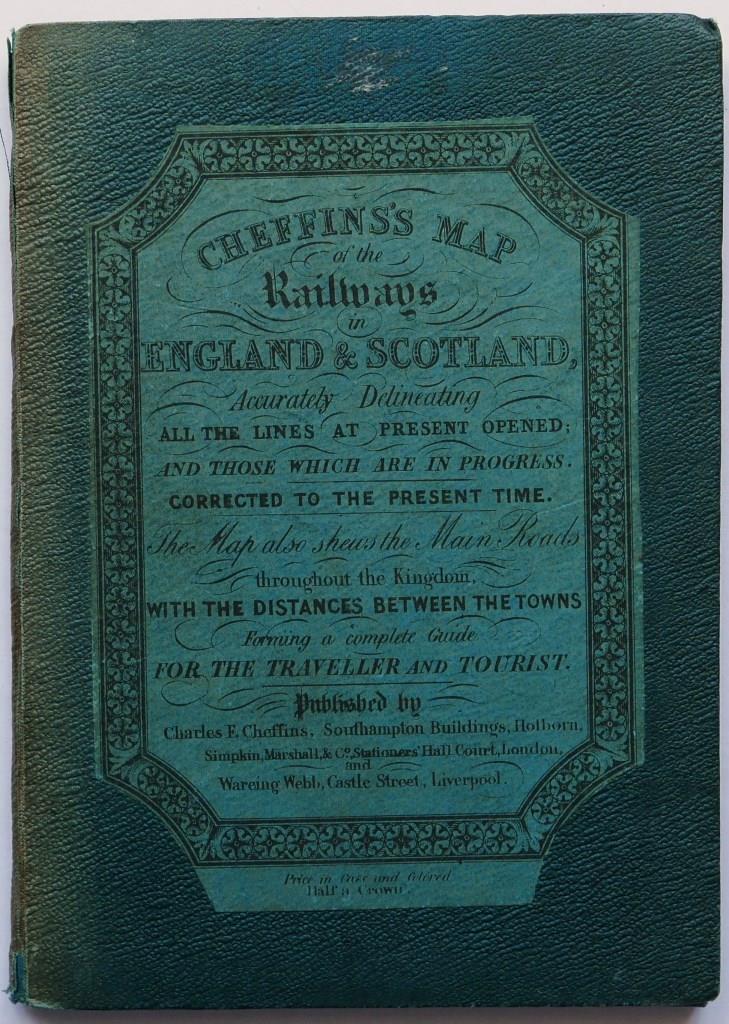 CHEFFINS'S MAP
of the
Railways
in
ENGLAND & SCOTLAND,
Accurately Delineating
ALL THE LINES AT PRESENT OPENED;
AND THOSE WHICH ARE IN PROGRESS.
CORRECTED TO THE PRESENT TIME.
The Map also shews the Main Roads
throughout the Kingdom,
WITH THE DISTANCES BETWEEN THE TOWNS
Forming a complete Guide
FOR THE TRAVELLER AND TOURIST.
Published by
Charles F. Cheffins, Southampton Buildings, Holborn,
Simpkin, Marshall, & Co. Stationers' Hall Court, London,
and
Wareing Webb, Castle Street, Liverpool.
Price in Case and Colored
Half a Crown.